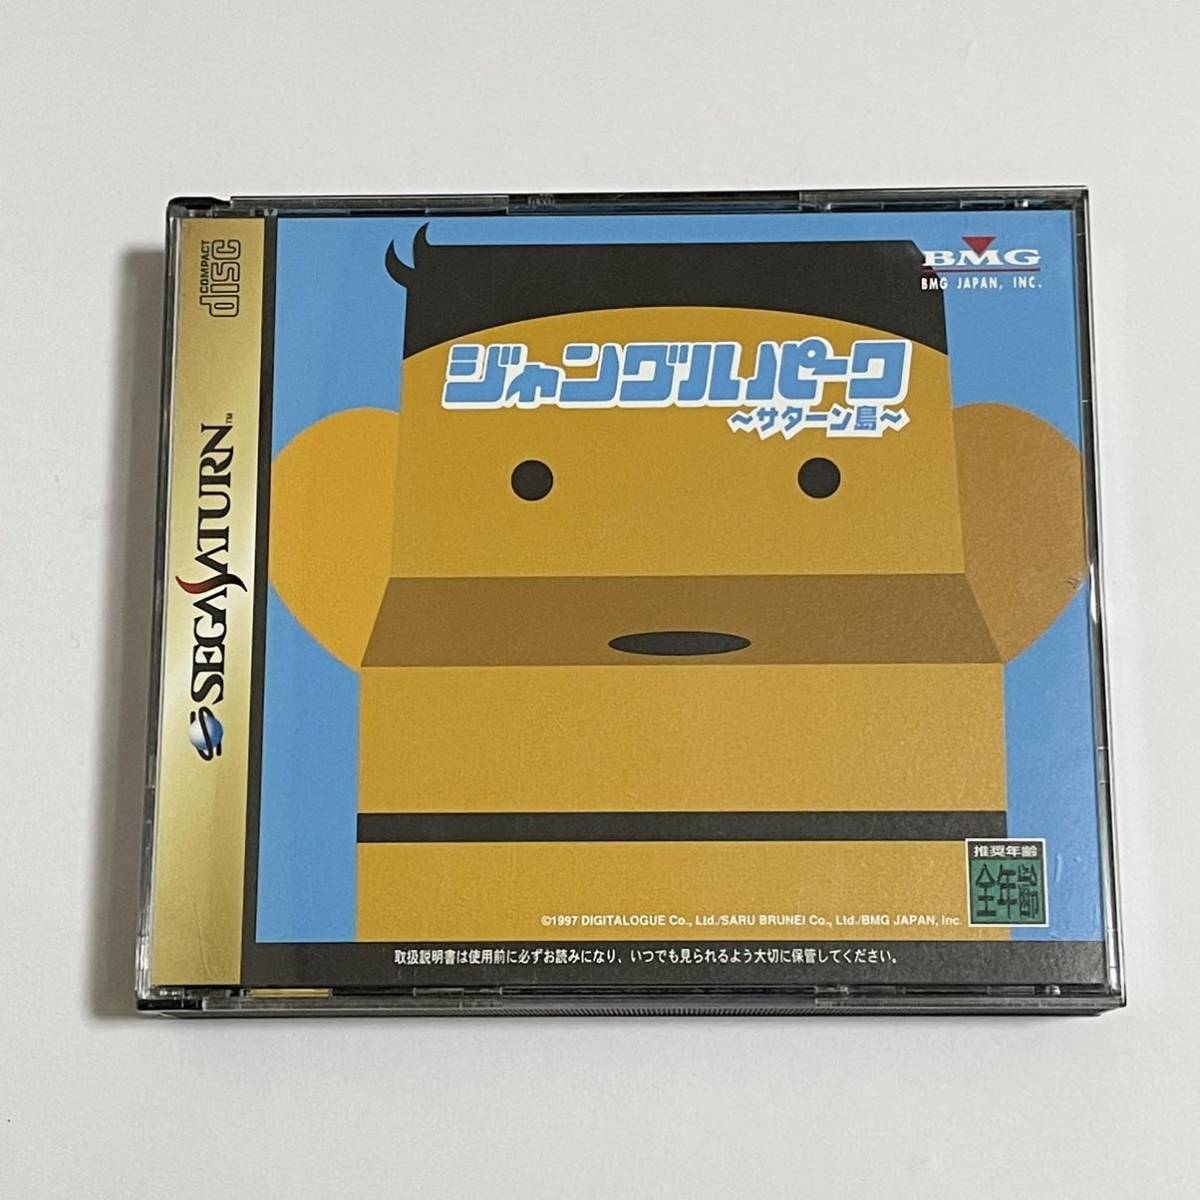 COMPACT
disc
SEGA SATURN™
BMG
BMG JAPAN, INC.
ジャングルパーク
～サターン島～
推奨年齢
全年齢
©1997 DIGITALOGUE Co., Ltd./SARU BRUNEI Co., Ltd./BMG JAPAN, Inc.
取扱説明書は使用前に必ずお読みになり、いつでも見られるよう大切に保管してください。